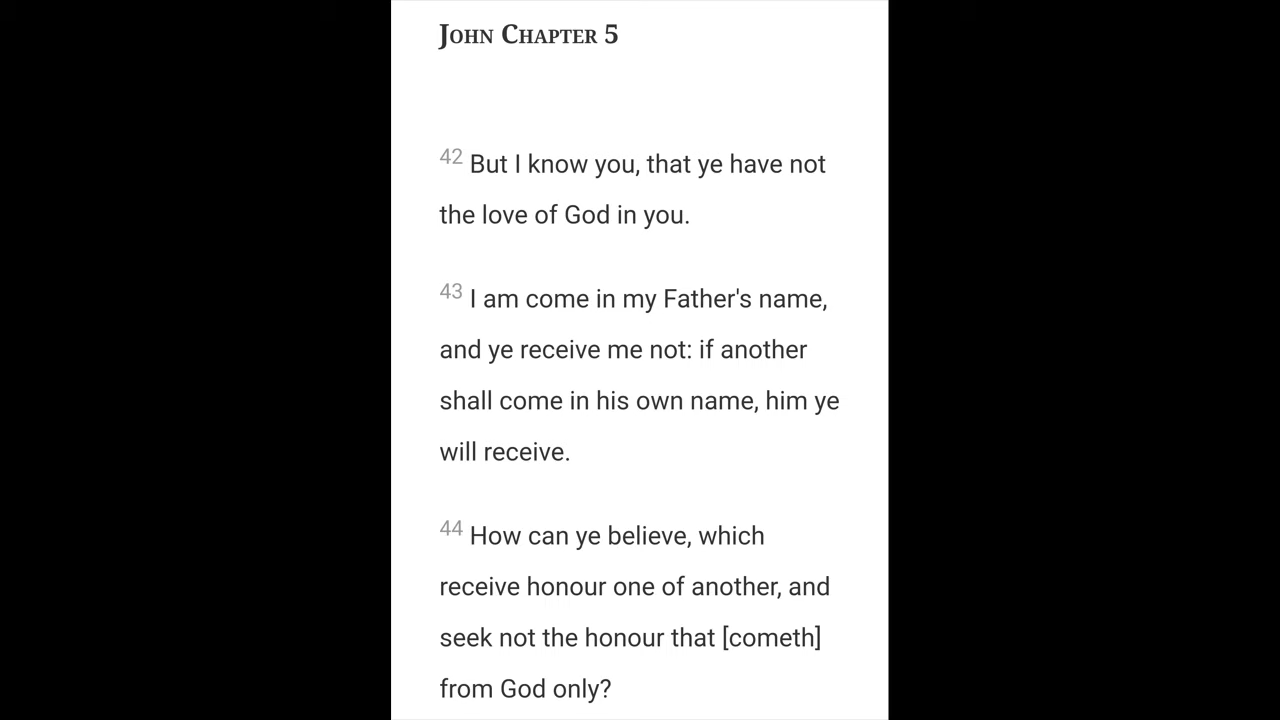 John Chapter 5
42 But I know you, that ye have not
the love of God in you.
43 I am come in my Father's name,
and ye receive me not: if another
shall come in his own name, him ye
will receive.
44 How can ye believe, which
receive honour one of another, and
seek not the honour that [cometh]
from God only?